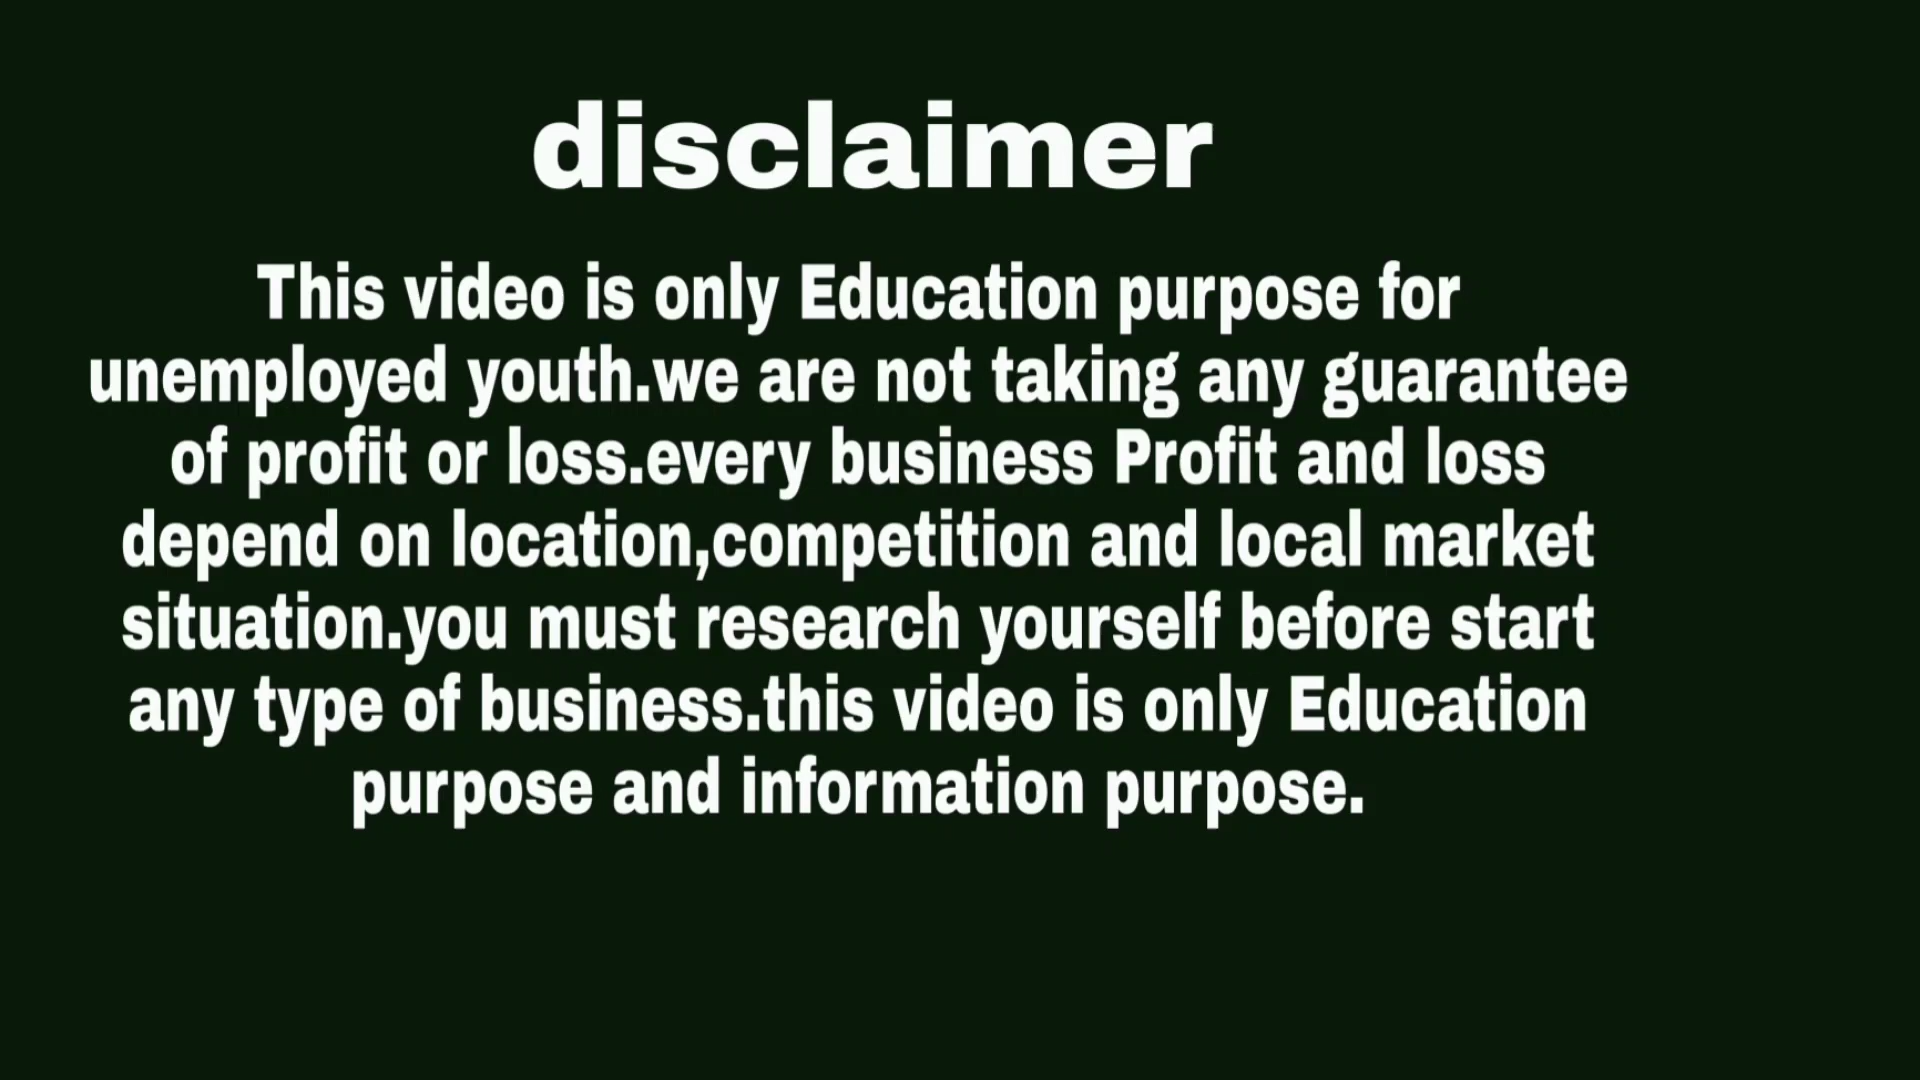 disclaimer
This video is only Education purpose for
unemployed youth.we are not taking any guarantee
of profit or loss.every business Profit and loss
depend on location,competition and local market
situation.you must research yourself before start
any type of business.this video is only Education
purpose and information purpose.